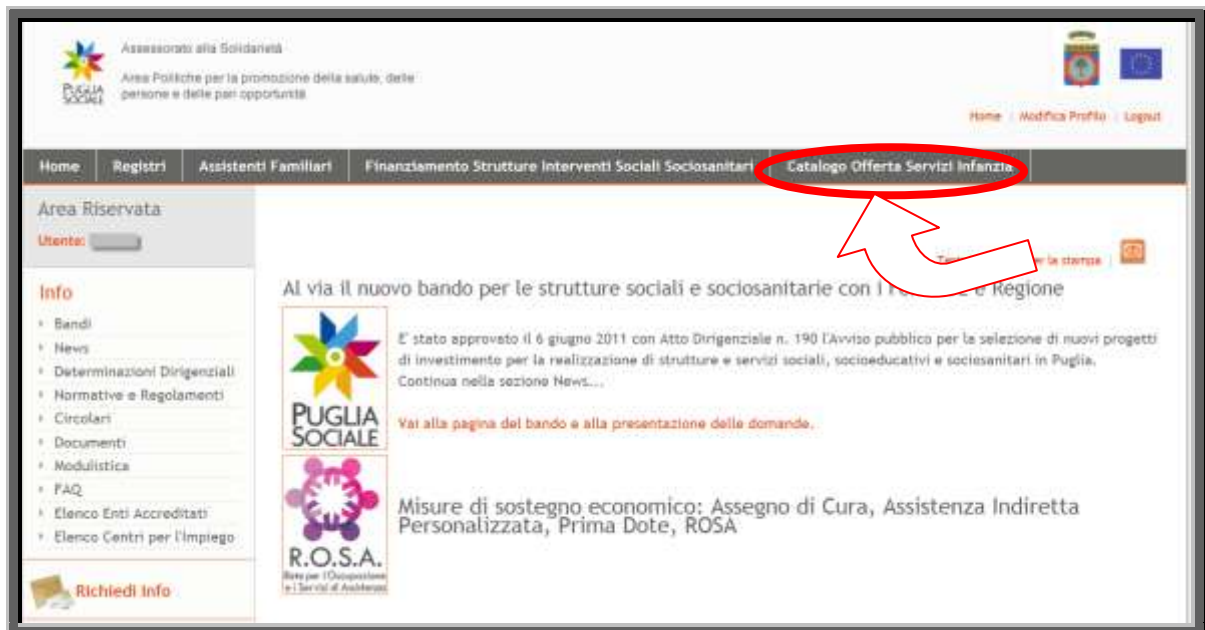 Assessorato alla Solidarietà
Area Politiche per la promozione della salute, delle
persone e delle pari opportunità
PUGLIA
SOCIALE
Home | Modifica Profilo | Logout
Home Registri Assistenti Familiari Finanziamento Strutture Interventi Sociali Sociosanitari Catalogo Offerta Servizi Infanzia
Area Riservata
Utente:
per la stampa
Info
Bandi
News
Determinazioni Dirigenziali
Normative e Regolamenti
Circolari
Documenti
Modulistica
FAQ
Elenco Enti Accreditati
Elenco Centri per l'Impiego
Richiedi Info
Al via il nuovo bando per le strutture sociali e sociosanitarie con i e Regione
E' stato approvato il 6 giugno 2011 con Atto Dirigenziale n. 190 l'Avviso pubblico per la selezione di nuovi progetti
di investimento per la realizzazione di strutture e servizi sociali, socioeducativi e sociosanitari in Puglia.
Continua nella sezione News...
Vai alla pagina del bando e alla presentazione delle domande.
PUGLIA
SOCIALE
Misure di sostegno economico: Assegno di Cura, Assistenza Indiretta
Personalizzata, Prima Dote, ROSA
R.O.S.A.
Rete per l'Occupazione
e i Servizi di Assistenza